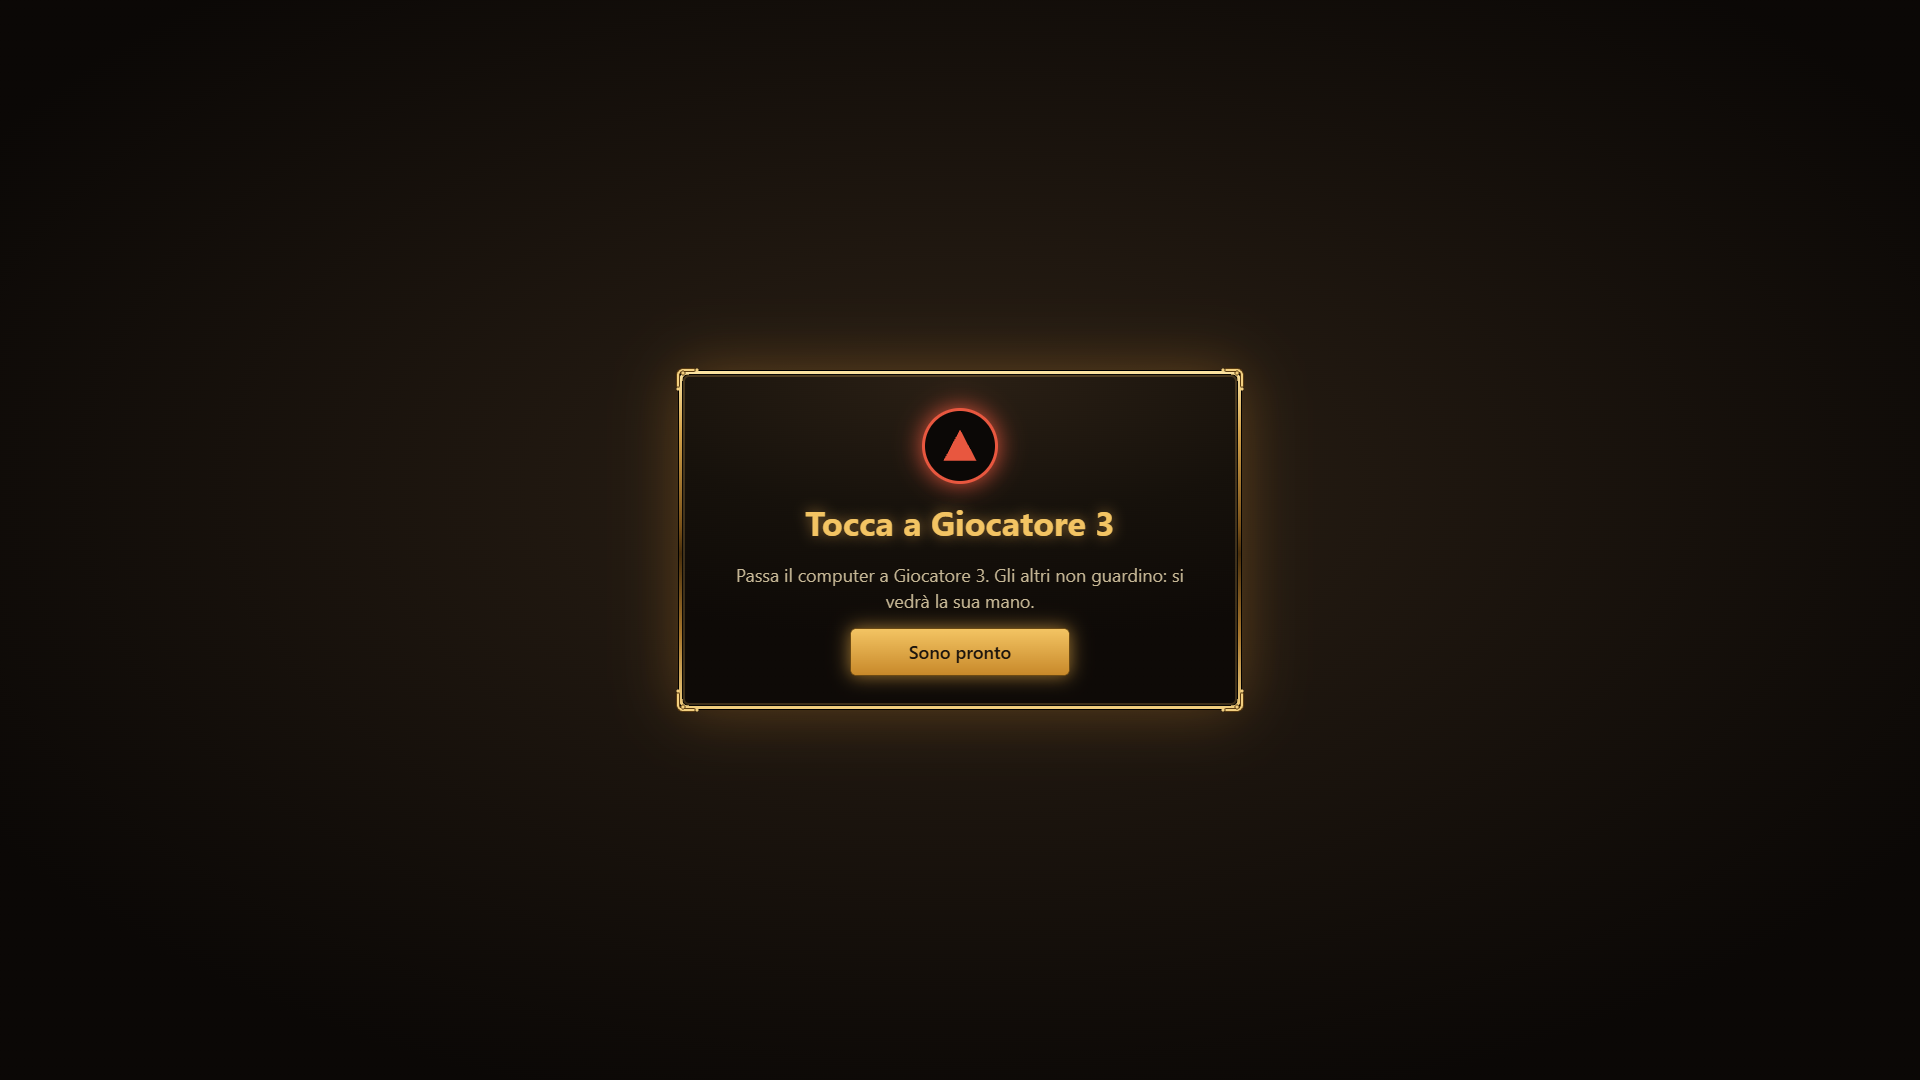 Tocca a Giocatore 3
Passa il computer a Giocatore 3. Gli altri non guardino: si
vedrà la sua mano.
Sono pronto